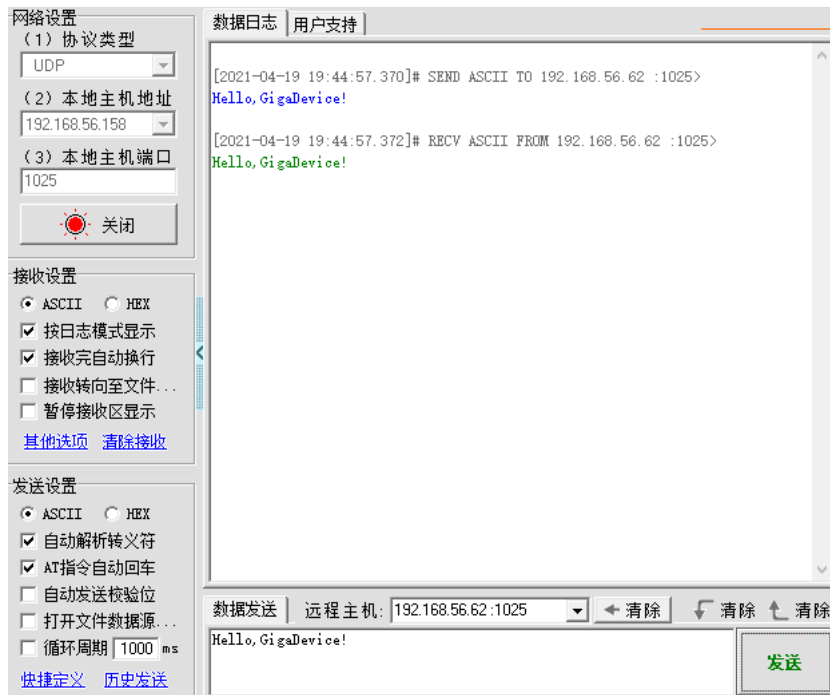 网络设置
(1) 协议类型
UDP
(2) 本地主机地址
192.168.56.158
(3) 本地主机端口
1025
关闭
接收设置
ASCII HEX
按日志模式显示
接收完自动换行
接收转向至文件...
暂停接收区显示
其他选项 清除接收
发送设置
ASCII HEX
自动解析转义符
AT指令自动回车
自动发送校验位
打开文件数据源...
循环周期 1000 ms
快捷定义 历史发送
数据日志 用户支持
[2021-04-19 19:44:57.370]# SEND ASCII TO 192.168.56.62 :1025>
Hello,GigaDevice!
[2021-04-19 19:44:57.372]# RECV ASCII FROM 192.168.56.62 :1025>
Hello,GigaDevice!
数据发送 远程主机: 192.168.56.62 :1025 清除 清除 清除
Hello,GigaDevice!
发送